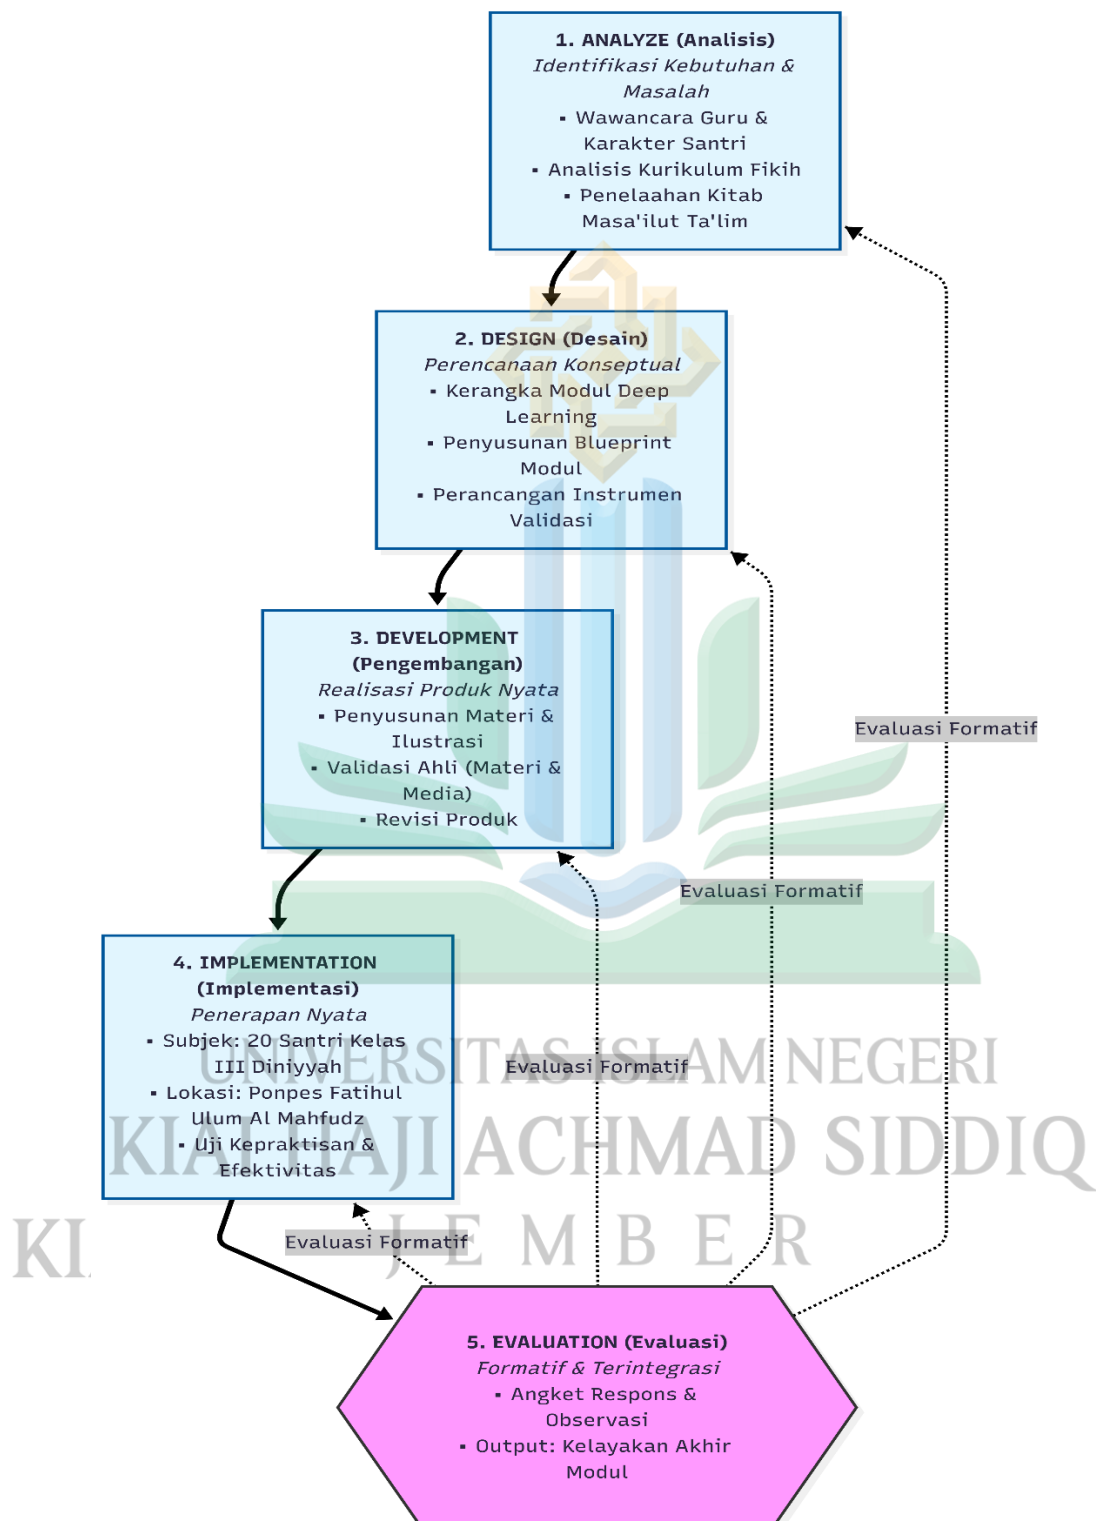 1. ANALYZE (Analisis)
Identifikasi Kebutuhan &
Masalah
▪ Wawancara Guru &
Karakter Santri
▪ Analisis Kurikulum Fikih
▪ Penelaahan Kitab
Masa'ilut Ta'lim
2. DESIGN (Desain)
Perencanaan Konseptual
▪ Kerangka Modul Deep
Learning
▪ Penyusunan Blueprint
Modul
▪ Perancangan Instrumen
Validasi
3. DEVELOPMENT
(Pengembangan)
Realisasi Produk Nyata
▪ Penyusunan Materi &
Ilustrasi
▪ Validasi Ahli (Materi &
Media)
▪ Revisi Produk
Evaluasi Formatif
Evaluasi Formatif
4. IMPLEMENTATION
(Implementasi)
Penerapan Nyata
▪ Subjek: 20 Santri Kelas
III Diniyyah
▪ Lokasi: Ponpes Fatihul
Ulum Al Mahfudz
▪ Uji Kepraktisan &
Efektivitas
Evaluasi Formatif
UNIVERSITAS ISLAM NEGERI
KIAI HAJI ACHMAD SIDDIQ
JEMBER
KI
Evaluasi Formatif
5. EVALUATION (Evaluasi)
Formatif & Terintegrasi
▪ Angket Respons &
Observasi
▪ Output: Kelayakan Akhir
Modul